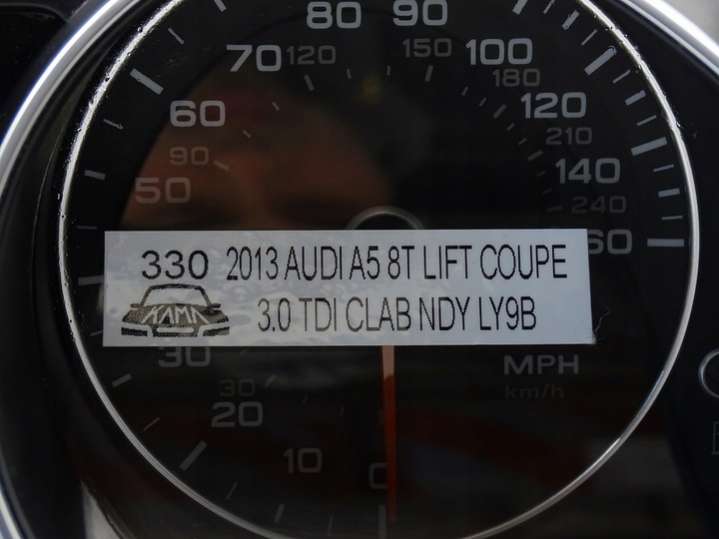 80 90
70 120 150 100
180
60 120
210
90
50 140
240
60
330 2013 AUDI A5 8T LIFT COUPE
KAMA 3.0 TDI CLAB NDY LY9B
30 MPH
30 km/h
20
10 0